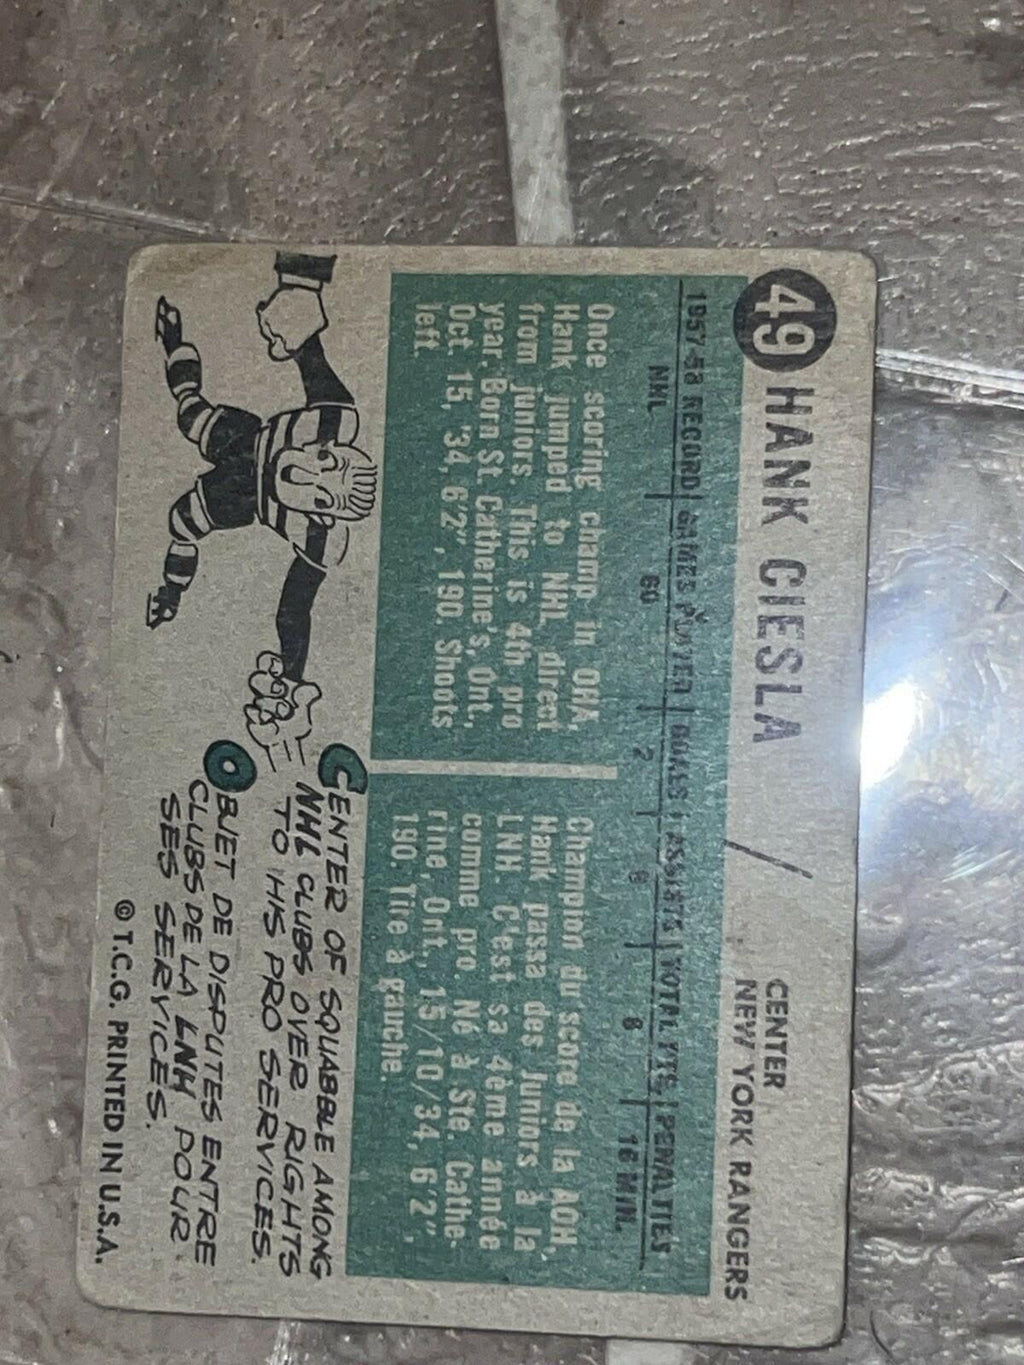 49 HANK CIESLA
CENTER
NEW YORK RANGERS
1957-58 RECORD GAMES PLAYED GOALS ASSISTS TOTAL PTS. PENALTIES
NHL 60 2 6 8 16 MIN.
Once scoring champ in OHA,
Hank jumped to NHL direct
from juniors. This is 4th pro
year. Born St. Catherine's, Ont,
Oct. 15, '34, 6'2", 190. Shoots
left.
Champion du score de la AOH,
Hank passa des Juniors à la
LNH. C'est sa 4ème année
comme pro. Né à Ste. Cathe-
rine, Ont., 15/10/34, 6'2",
190. Tire à gauche.
CENTER OF SQUABBLE AMONG
NHL CLUBS OVER RIGHTS
TO HIS PRO SERVICES.
OBJET DE DISPUTES ENTRE
CLUBS DE LA LNH POUR
SES SERVICES.
© T.C.G. PRINTED IN U.S.A.